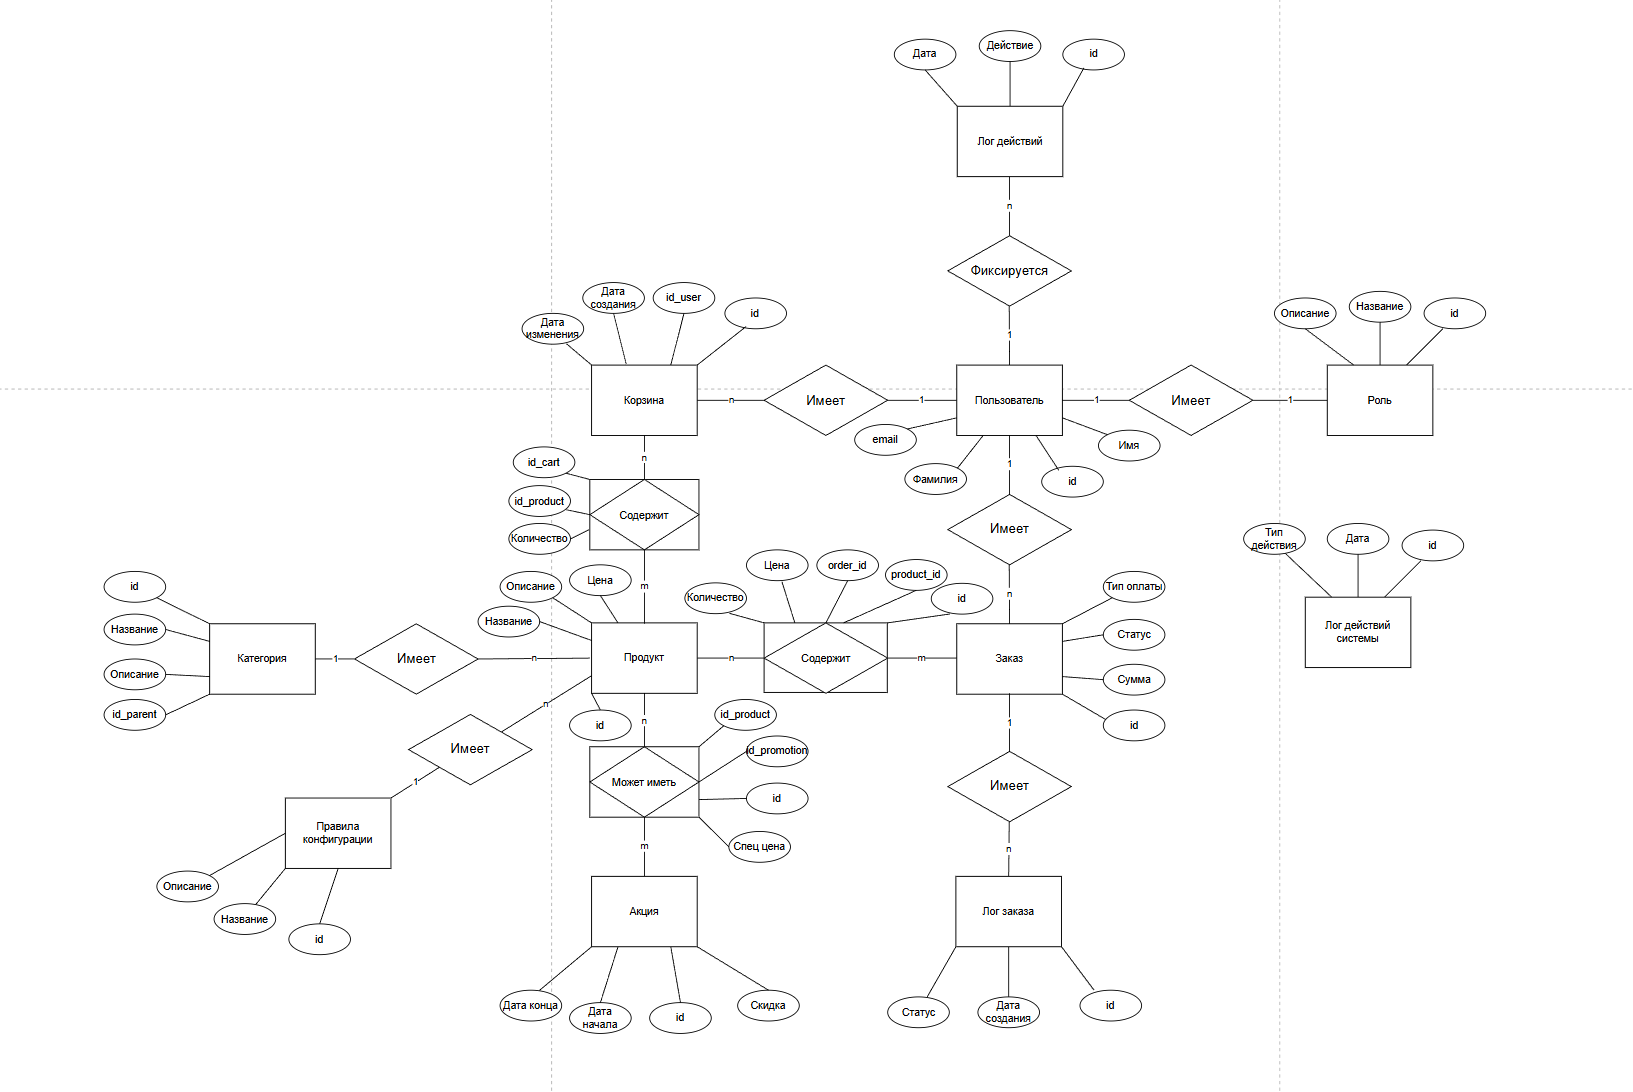 Дата
Действие
id
Лог действий
n
Фиксируется
1
Дата
изменения
Дата
создания
id_user
id
Описание
Название
id
Корзина
n
Имеет
1
Пользователь
1
Имеет
1
Роль
email
Фамилия
1
id
Имя
n
id_cart
id_product
Количество
Содержит
m
Имеет
n
Тип
действия
Дата
id
Лог действий
системы
id
Название
Описание
id_parent
Категория
1
Имеет
n
Описание
Цена
Название
Продукт
id
n
Количество
Цена
order_id
product_id
id
Содержит
m
Заказ
Тип оплаты
Статус
Сумма
id
n
Имеет
1
Правила
конфигурации
Описание
Название
id
n
Может иметь
id_product
id_promotion
id
Спец цена
m
Акция
Дата конца
Дата
начала
id
Скидка
1
Имеет
n
Лог заказа
Статус
Дата
создания
id